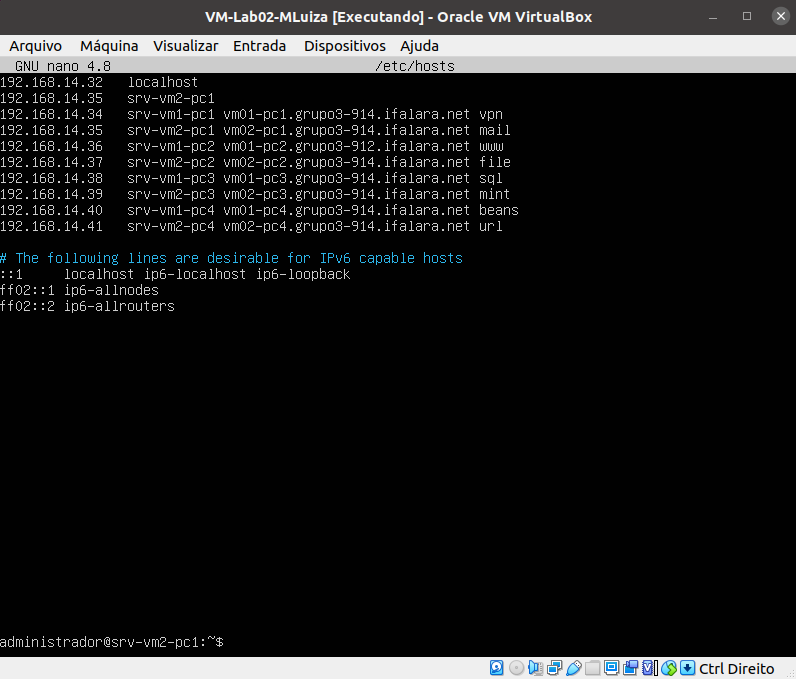 VM-Lab02-MLuiza [Executando] - Oracle VM VirtualBox
Arquivo Máquina Visualizar Entrada Dispositivos Ajuda
GNU nano 4.8 /etc/hosts
192.168.14.32 localhost
192.168.14.35 srv-vm2-pc1
192.168.14.34 srv-vm1-pc1 vm01-pc1.grupo3-914.ifalara.net vpn
192.168.14.35 srv-vm2-pc1 vm02-pc1.grupo3-914.ifalara.net mail
192.168.14.36 srv-vm1-pc2 vm01-pc2.grupo3-912.ifalara.net www
192.168.14.37 srv-vm2-pc2 vm02-pc2.grupo3-914.ifalara.net file
192.168.14.38 srv-vm1-pc3 vm01-pc3.grupo3-914.ifalara.net sql
192.168.14.39 srv-vm2-pc3 vm02-pc3.grupo3-914.ifalara.net mint
192.168.14.40 srv-vm1-pc4 vm01-pc4.grupo3-914.ifalara.net beans
192.168.14.41 srv-vm2-pc4 vm02-pc4.grupo3-914.ifalara.net url
# The following lines are desirable for IPv6 capable hosts
::1 localhost ip6-localhost ip6-loopback
ff02::1 ip6-allnodes
ff02::2 ip6-allrouters
administrador@srv-vm2-pc1:~$
Ctrl Direito